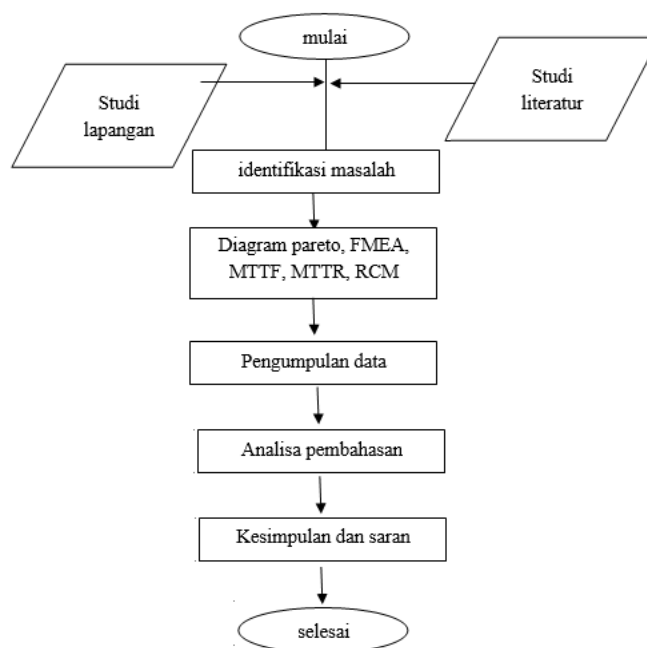 mulai
Studi
lapangan
Studi
literatur
identifikasi masalah
Diagram pareto, FMEA,
MTTF, MTTR, RCM
Pengumpulan data
Analisa pembahasan
Kesimpulan dan saran
selesai